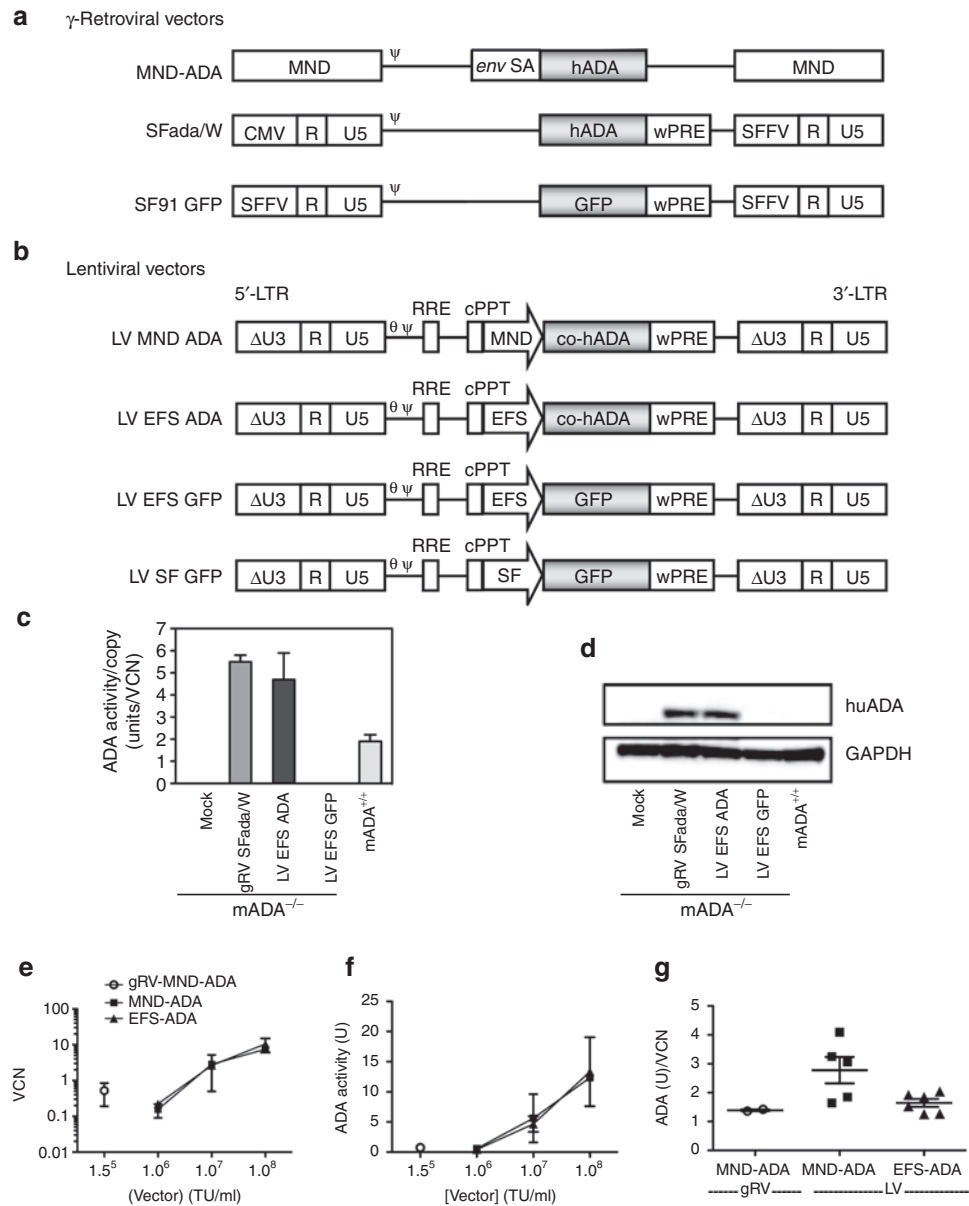 a
γ-Retroviral vectors
MND-ADA MND ψ env SA hADA MND
SFada/W CMV R U5 ψ hADA wPRE SFFV R U5
SF91 GFP SFFV R U5 ψ GFP wPRE SFFV R U5
b
Lentiviral vectors
5′-LTR 3′-LTR
RRE cPPT
LV MND ADA ΔU3 R U5 θ ψ MND co-hADA wPRE ΔU3 R U5
RRE cPPT
LV EFS ADA ΔU3 R U5 θ ψ EFS co-hADA wPRE ΔU3 R U5
RRE cPPT
LV EFS GFP ΔU3 R U5 θ ψ EFS GFP wPRE ΔU3 R U5
RRE cPPT
LV SF GFP ΔU3 R U5 θ ψ SF GFP wPRE ΔU3 R U5
c
ADA activity/copy
(units/VCN)
7
6
5
4
3
2
1
0
Mock
gRV SFada/W
LV EFS ADA
LV EFS GFP
mADA+/+
mADA−/−
d
huADA
GAPDH
Mock
gRV SFada/W
LV EFS ADA
LV EFS GFP
mADA+/+
mADA−/−
e
gRV-MND-ADA
MND-ADA
EFS-ADA
VCN
100
10
1
0.1
0.01
1.5⁵ 1.0⁶ 1.0⁷ 1.0⁸
(Vector) (TU/ml)
f
ADA activity (U)
25
20
15
10
5
0
1.5⁵ 1.0⁶ 1.0⁷ 1.0⁸
[Vector] (TU/ml)
g
ADA (U)/VCN
5
4
3
2
1
0
MND-ADA MND-ADA EFS-ADA
gRV LV